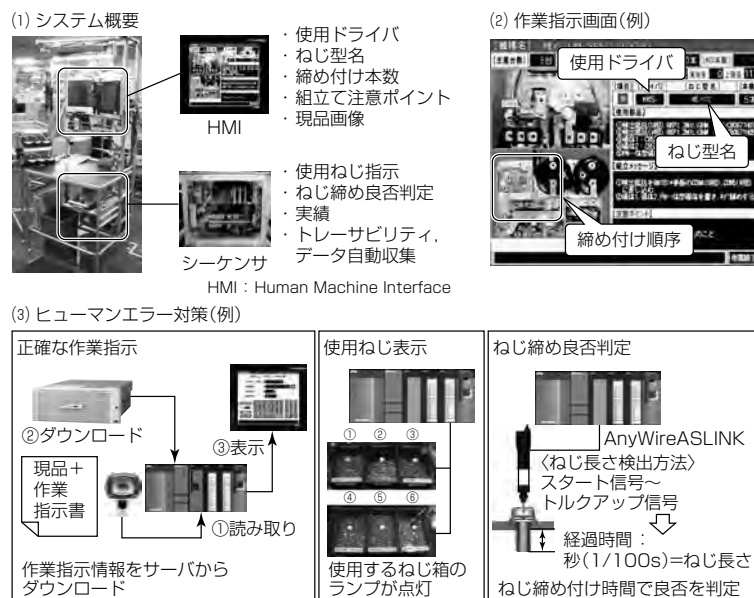 (1) システム概要
・使用ドライバ
・ねじ型名
・締め付け本数
・組立て注意ポイント
・現品画像
HMI
・使用ねじ指示
・ねじ締め良否判定
・実績
・トレーサビリティ,
データ自動収集
シーケンサ
HMI：Human Machine Interface
(2) 作業指示画面(例)
使用ドライバ
ねじ型名
締め付け順序
(3) ヒューマンエラー対策(例)
正確な作業指示
②ダウンロード
③表示
現品＋
作業
指示書
①読み取り
作業指示情報をサーバから
ダウンロード
使用ねじ表示
① ② ③
④ ⑤ ⑥
使用するねじ箱の
ランプが点灯
ねじ締め良否判定
AnyWireASLINK
〈ねじ長さ検出方法〉
スタート信号～
トルクアップ信号
経過時間：
秒(1/100s)=ねじ長さ
ねじ締め付け時間で良否を判定